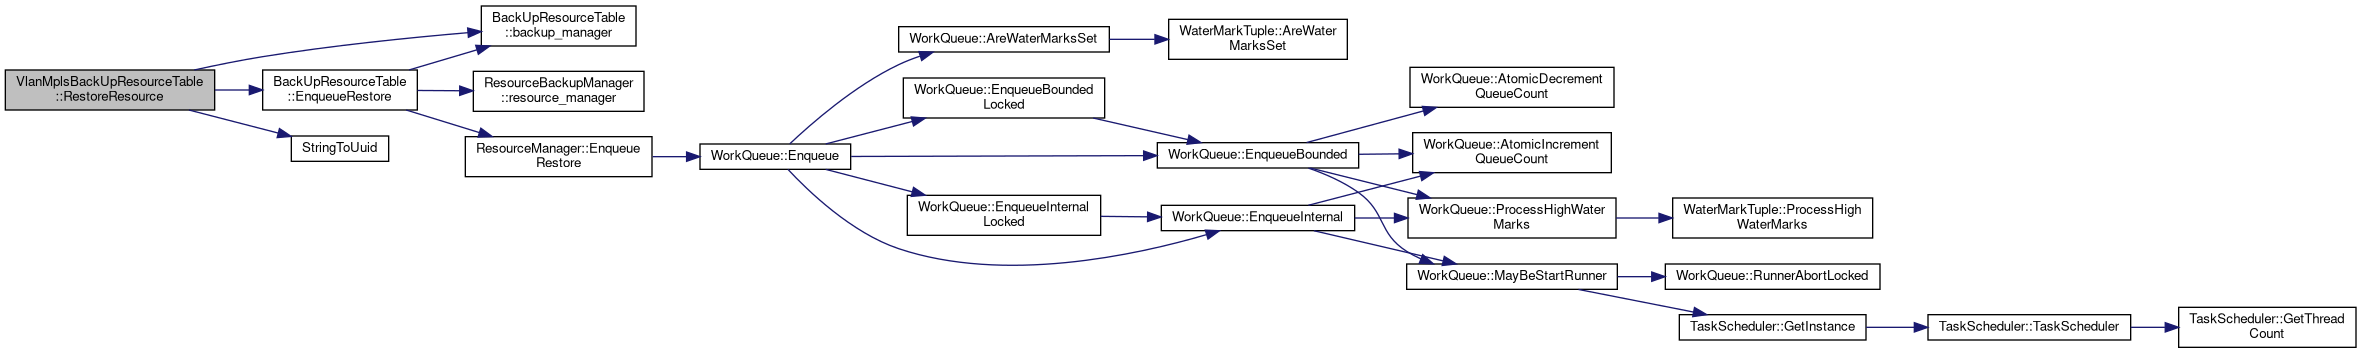 VlanMplsBackUpResourceTable
::RestoreResource
BackUpResourceTable
::backup_manager
BackUpResourceTable
::EnqueueRestore
ResourceBackupManager
::resource_manager
StringToUuid
ResourceManager::Enqueue
Restore
WorkQueue::Enqueue
WorkQueue::AreWaterMarksSet
WaterMarkTuple::AreWater
MarksSet
WorkQueue::EnqueueBounded
Locked
WorkQueue::EnqueueBounded
WorkQueue::EnqueueInternal
Locked
WorkQueue::EnqueueInternal
WorkQueue::AtomicDecrement
QueueCount
WorkQueue::AtomicIncrement
QueueCount
WorkQueue::ProcessHighWater
Marks
WaterMarkTuple::ProcessHigh
WaterMarks
WorkQueue::MayBeStartRunner
WorkQueue::RunnerAbortLocked
TaskScheduler::GetInstance
TaskScheduler::TaskScheduler
TaskScheduler::GetThread
Count